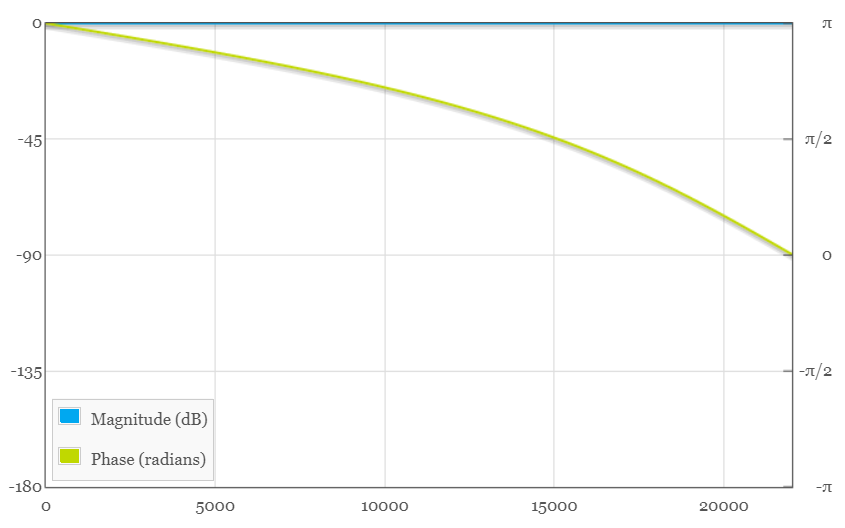 0 π
-45 π/2
-90 0
-135 -π/2
Magnitude (dB)
Phase (radians)
-180 -π
0 5000 10000 15000 20000